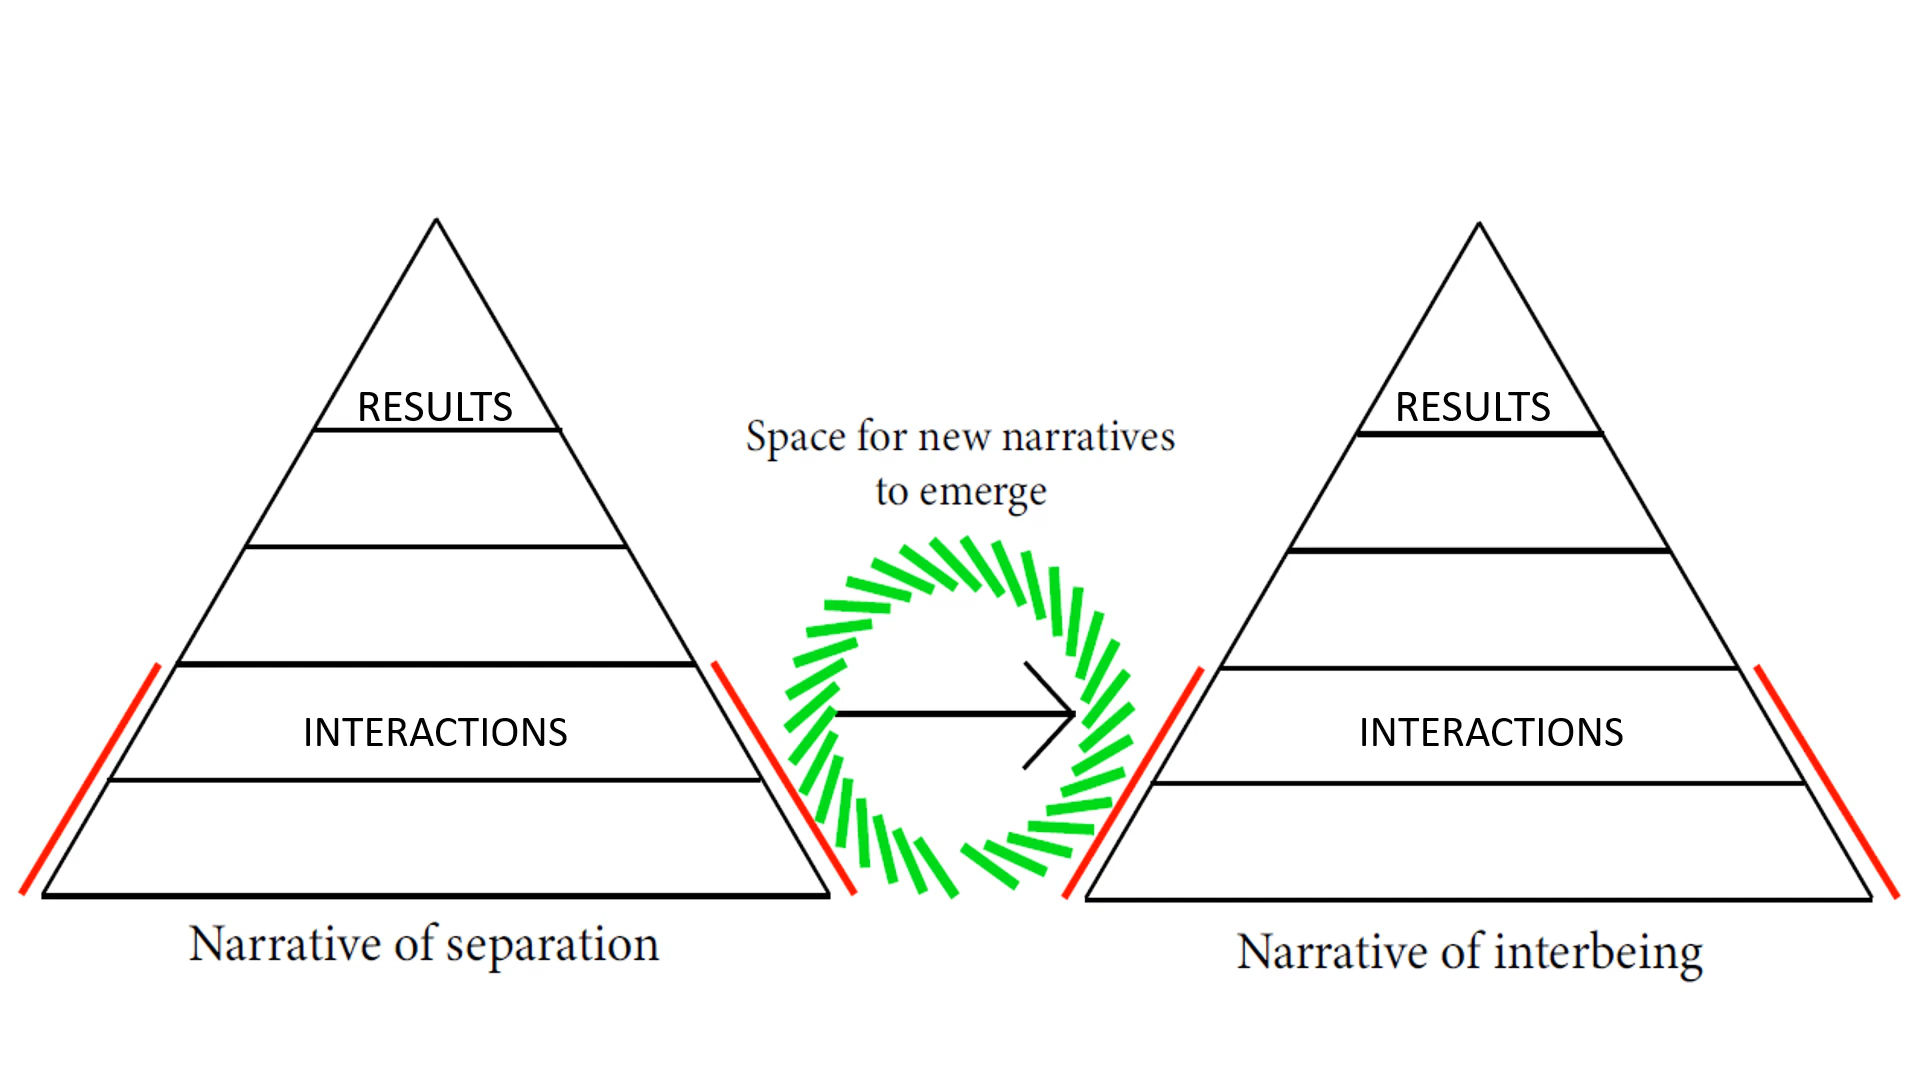 RESULTS
INTERACTIONS
Narrative of separation
Space for new narratives
to emerge
RESULTS
INTERACTIONS
Narrative of interbeing